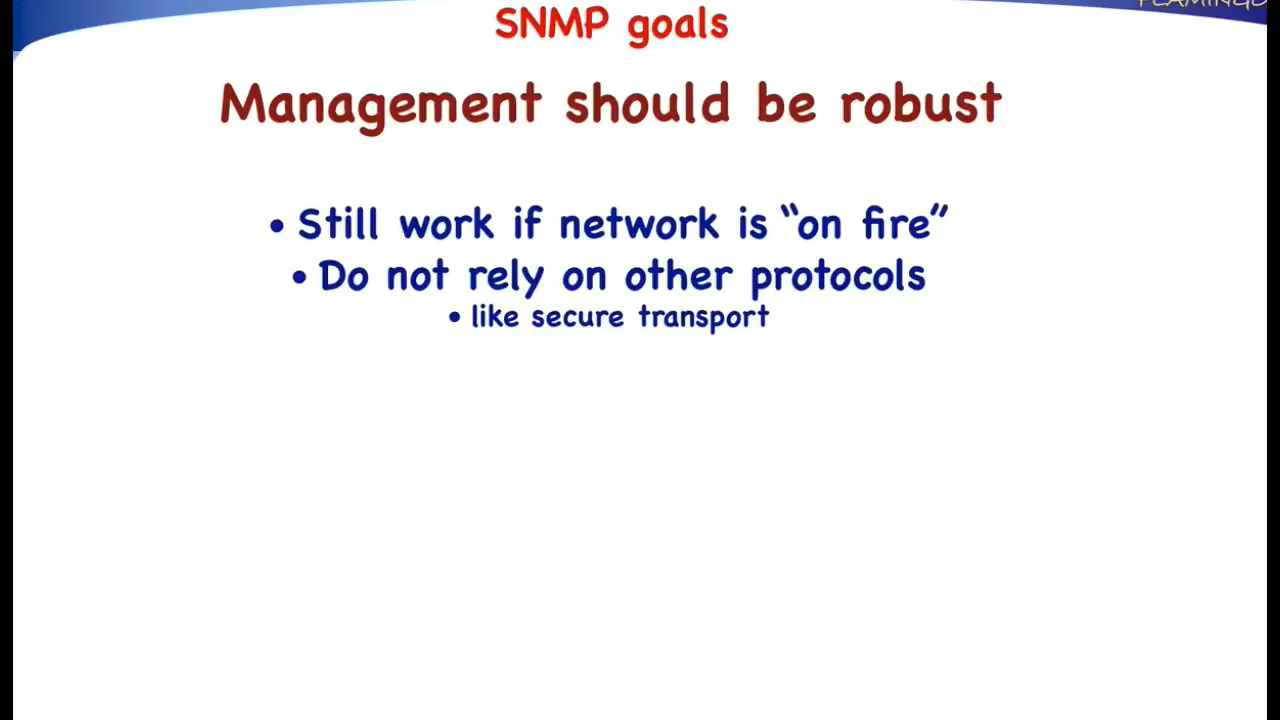 FLAMINGO
SNMP goals
Management should be robust
• Still work if network is “on fire”
• Do not rely on other protocols
• like secure transport